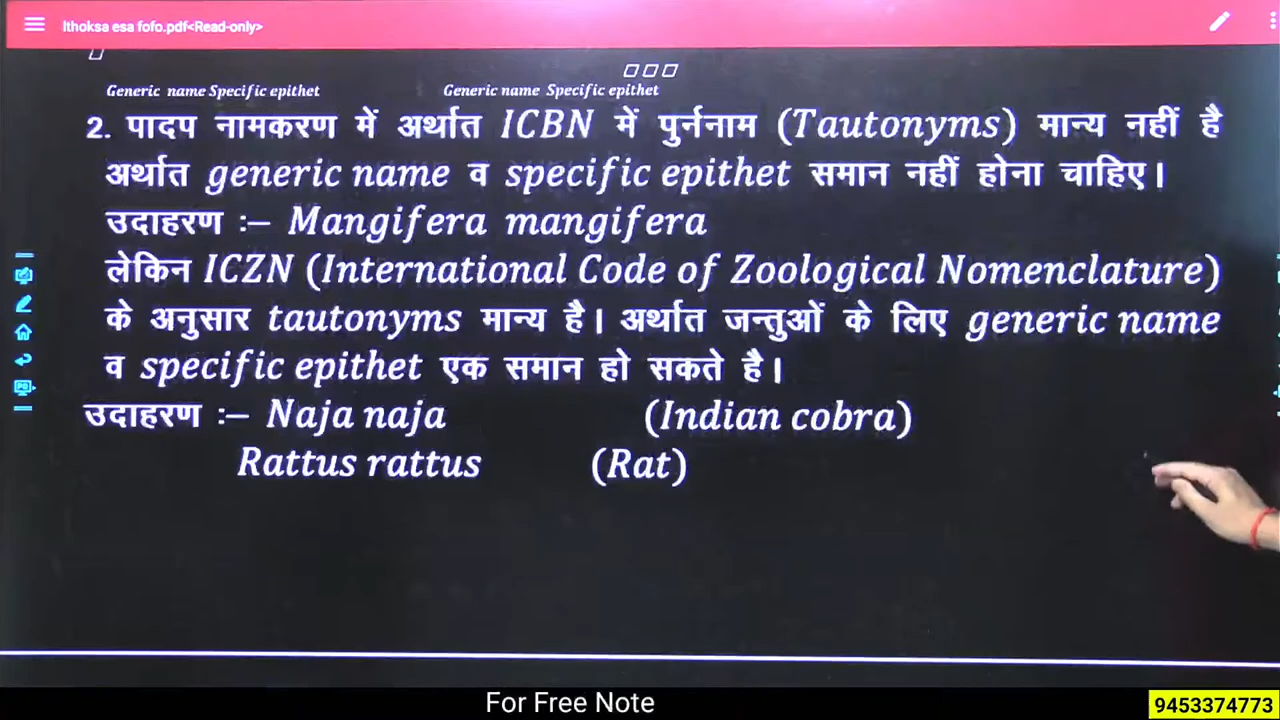 Ithoksa esa fofo.pdf<Read-only>
Generic name Specific epithet Generic name Specific epithet
2. पादप नामकरण में अर्थात ICBN में पुर्ननाम (Tautonyms) मान्य नहीं है
अर्थात generic name व specific epithet समान नहीं होना चाहिए।
उदाहरण :– Mangifera mangifera
लेकिन ICZN (International Code of Zoological Nomenclature)
के अनुसार tautonyms मान्य है। अर्थात जन्तुओं के लिए generic name
व specific epithet एक समान हो सकते है।
उदाहरण :– Naja naja (Indian cobra)
Rattus rattus (Rat)
For Free Note
9453374773